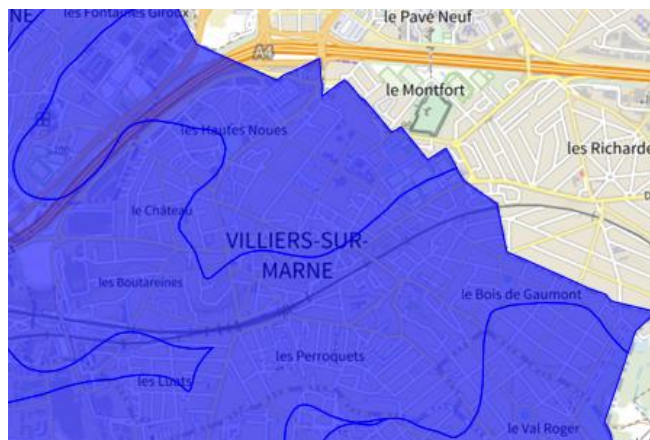 NE
les Fontaines Giroux
le Pavé Neuf
A4
le Montfort
les Hautes Noues
les Richarde
le Château
VILLIERS-SUR-
MARNE
les Boutareines
le Bois de Gaumont
les Perroquets
les Luats
le Val Roger